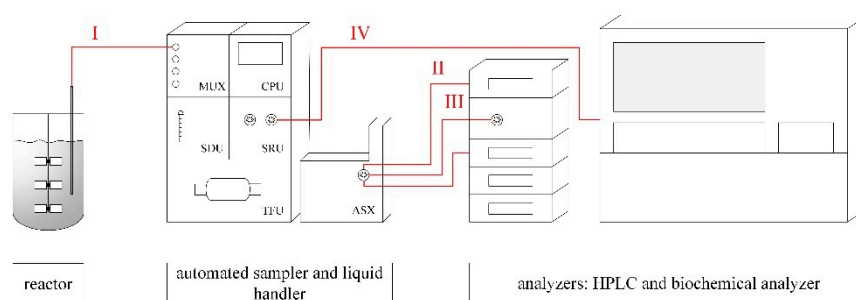 I
IV
II
III
MUX
CPU
SDU
SRU
TFU
ASX
reactor
automated sampler and liquid
handler
analyzers: HPLC and biochemical analyzer